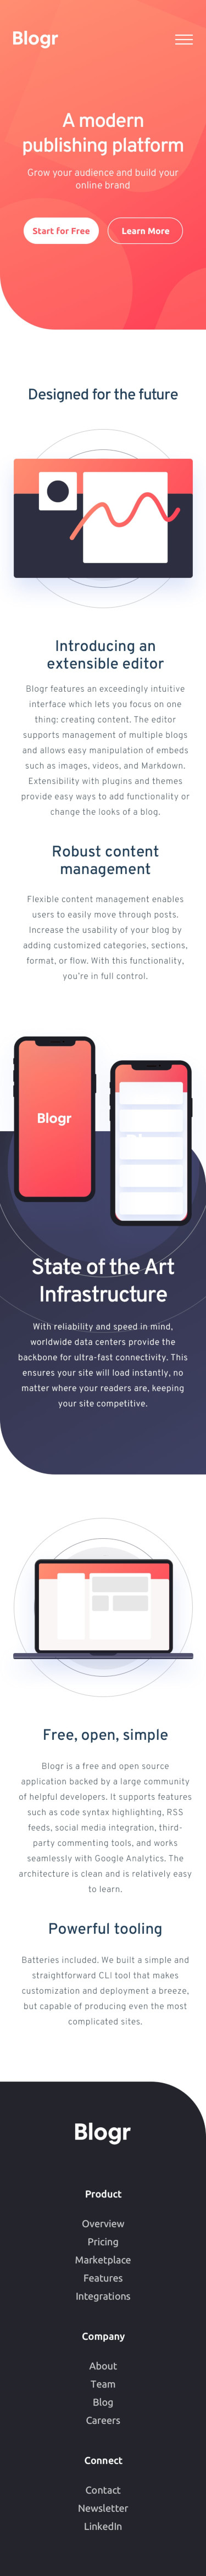 Blogr
A modern
publishing platform
Grow your audience and build your
online brand
Start for Free
Learn More
Designed for the future
Introducing an
extensible editor
Blogr features an exceedingly intuitive
interface which lets you focus on one
thing: creating content. The editor
supports management of multiple blogs
and allows easy manipulation of embeds
such as images, videos, and Markdown.
Extensibility with plugins and themes
provide easy ways to add functionality or
change the looks of a blog.
Robust content
management
Flexible content management enables
users to easily move through posts.
Increase the usability of your blog by
adding customized categories, sections,
format, or flow. With this functionality,
you're in full control.
Blogr
State of the Art
Infrastructure
With reliability and speed in mind,
worldwide data centers provide the
backbone for ultra-fast connectivity. This
ensures your site will load instantly, no
matter where your readers are, keeping
your site competitive.
Free, open, simple
Blogr is a free and open source
application backed by a large community
of helpful developers. It supports features
such as code syntax highlighting, RSS
feeds, social media integration, third-
party commenting tools, and works
seamlessly with Google Analytics. The
architecture is clean and is relatively easy
to learn.
Powerful tooling
Batteries included. We built a simple and
straightforward CLI tool that makes
customization and deployment a breeze,
but capable of producing even the most
complicated sites.
Blogr
Product
Overview
Pricing
Marketplace
Features
Integrations
Company
About
Team
Blog
Careers
Connect
Contact
Newsletter
LinkedIn